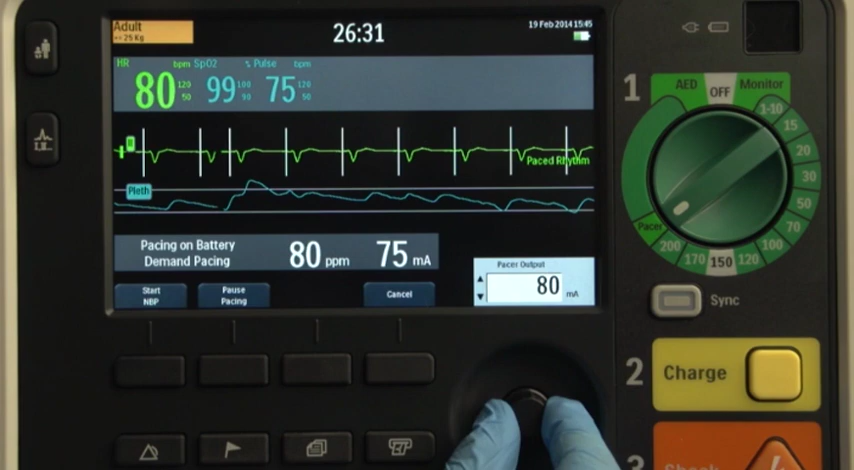 Adult
>= 25 Kg
26:31
19 Feb 2014 15:45
HR bpm SpO2 % Pulse bpm
80 120 50 99 100 90 75 120 50
II
Paced Rhythm
Pleth
Pacing on Battery
Demand Pacing
80 ppm 75 mA
Pacer Output
80 mA
Start
NBP
Pause
Pacing
Cancel
1
AED OFF Monitor
1-10
15
20
30
50
70
100
120
150
170
200
Pacer
Sync
2 Charge
3 Shock